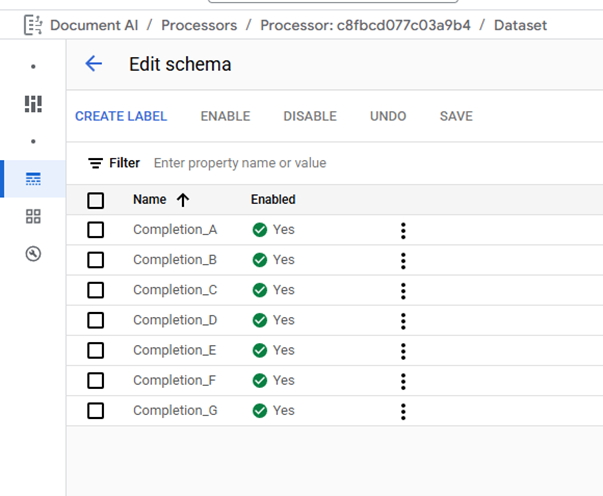 Document AI / Processors / Processor: c8fbcd077c03a9b4 / Dataset
Edit schema
CREATE LABEL ENABLE DISABLE UNDO SAVE
Filter Enter property name or value
Name Enabled
Completion_A Yes
Completion_B Yes
Completion_C Yes
Completion_D Yes
Completion_E Yes
Completion_F Yes
Completion_G Yes